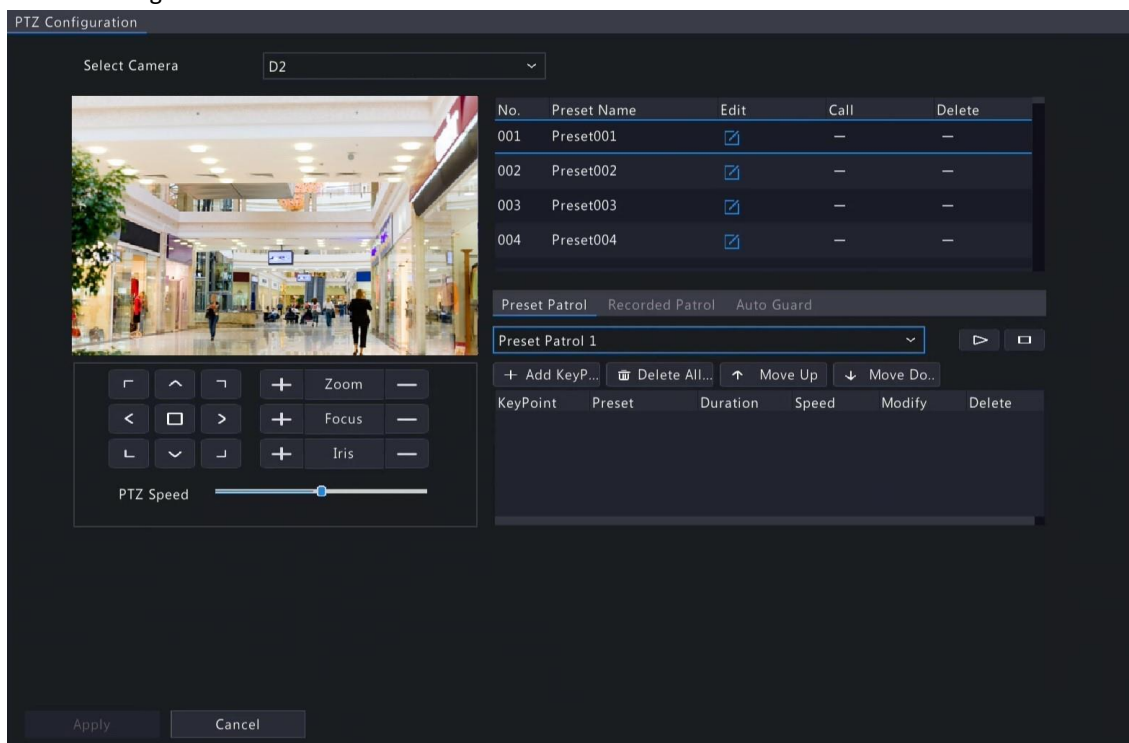 PTZ Configuration
Select Camera D2
No. Preset Name Edit Call Delete
001 Preset001 — —
002 Preset002 — —
003 Preset003 — —
004 Preset004 — —
Preset Patrol Recorded Patrol Auto Guard
Preset Patrol 1
+ Add KeyP... Delete All... Move Up Move Do..
KeyPoint Preset Duration Speed Modify Delete
+ Zoom —
+ Focus —
+ Iris —
PTZ Speed
Apply Cancel